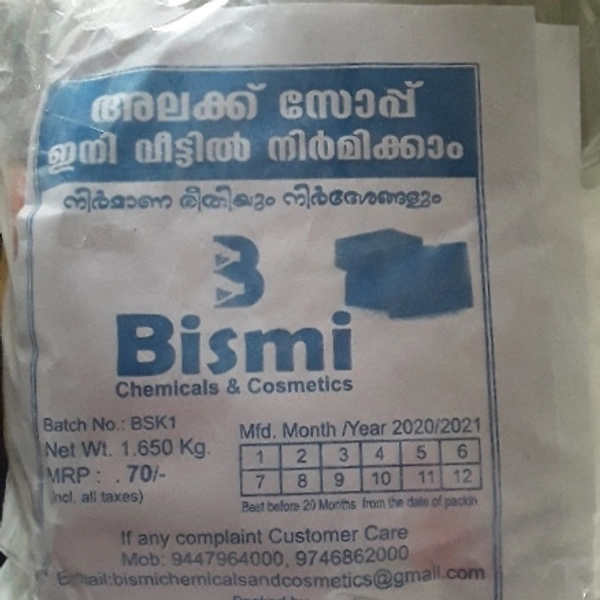 അലക്ക് സോപ്പ്
ഇനി വീട്ടിൽ നിർമിക്കാം
നിർമാണ രീതിയും നിർദേശങ്ങളും
B
Bismi
Chemicals & Cosmetics
Batch No.: BSK1
Net Wt. 1.650 Kg.
MRP : . 70/-
Incl. all taxes)
Mfd. Month /Year 2020/2021
1 2 3 4 5 6
7 8 9 10 11 12
Best before 20 Months from the date of packin
If any complaint Customer Care
Mob: 9447964000, 9746862000
E-mail:bismichemicalsandcosmetics@gmail.com